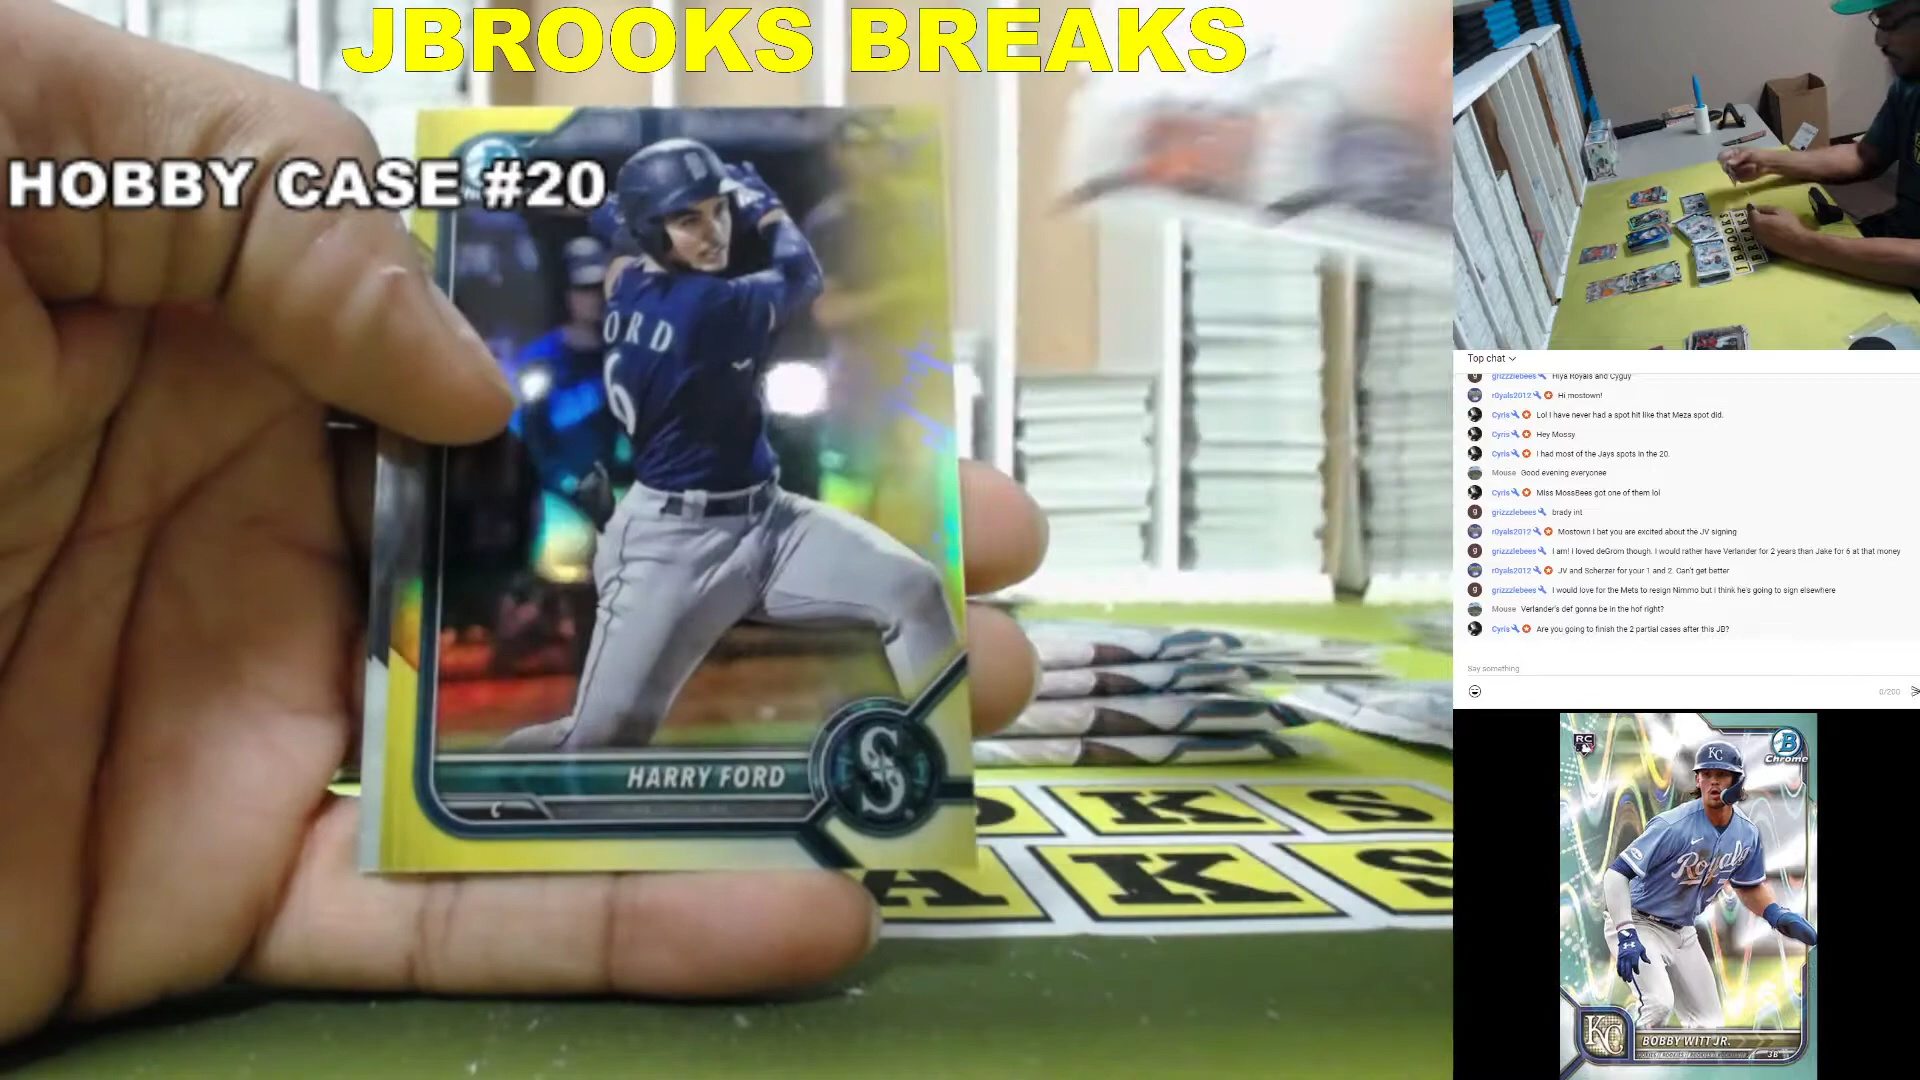 JBROOKS BREAKS
HOBBY CASE #20
ORD
6
HARRY FORD
C
S
K S
A K S
JBROOKS
BREAKS
Top chat
grizzzlebees Hiya Royals and Cyguy
r0yals2012 Hi mostown!
Cyris Lol I have never had a spot hit like that Meza spot did.
Cyris Hey Mossy
Cyris I had most of the Jays spots in the 20.
Mouse Good evening everyonee
Cyris Miss MossBees got one of them lol
grizzzlebees brady int
r0yals2012 Mostown I bet you are excited about the JV signing
grizzzlebees I am! I loved deGrom though. I would rather have Verlander for 2 years than Jake for 6 at that money
r0yals2012 JV and Scherzer for your 1 and 2. Can't get better
grizzzlebees I would love for the Mets to resign Nimmo but I think he's going to sign elsewhere
Mouse Verlander's def gonna be in the hof right?
Cyris Are you going to finish the 2 partial cases after this JB?
Say something
0/200
RC
B
Chrome
KC
Royals
KC
BOBBY WITT JR.
3B